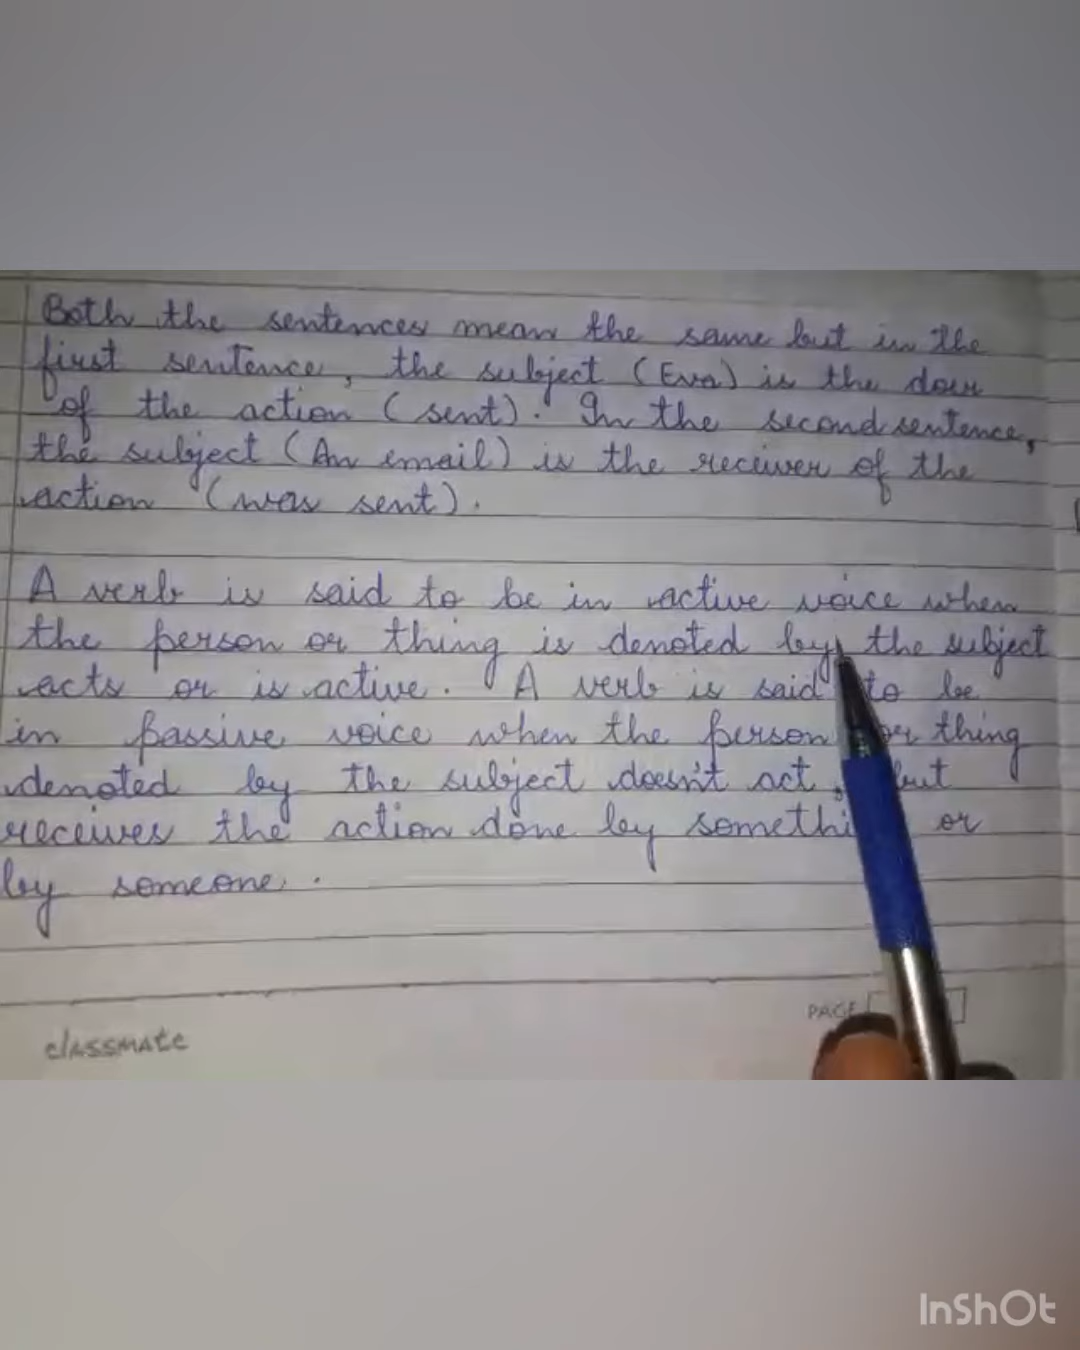 Both the sentences mean the same but in the
first sentence, the subject (Eva) is the doer
of the action (sent). In the second sentence,
the subject (An email) is the receiver of the
action (was sent).
A verb is said to be in active voice when
the person or thing is denoted by the subject
acts or is active. A verb is said to be
in passive voice when the person or thing
denoted by the subject doesn't act, but
receives the action done by somethi or
by someone.
classmate
PAGE
InShOt